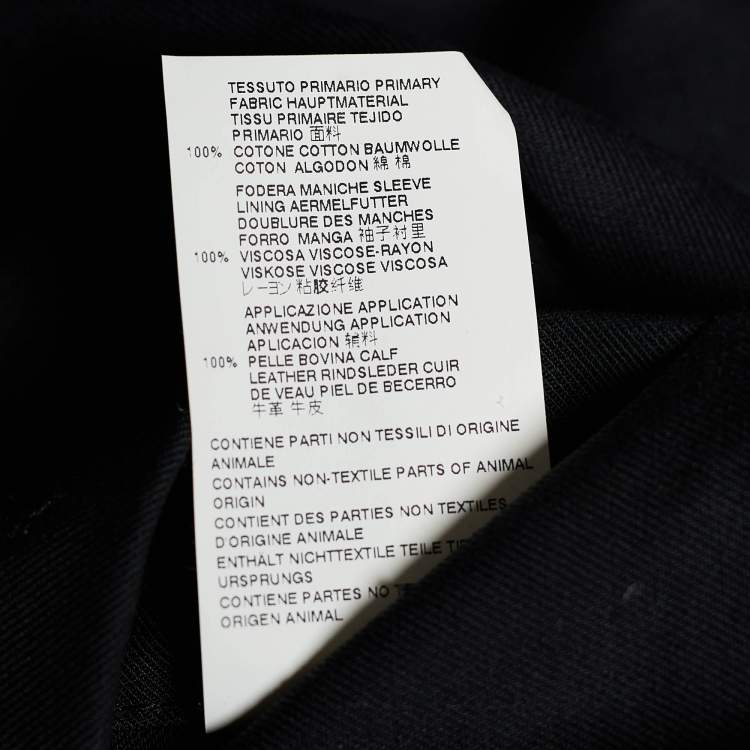 TESSUTO PRIMARIO PRIMARY
FABRIC HAUPTMATERIAL
TISSU PRIMAIRE TEJIDO
PRIMARIO 面料
100% COTONE COTTON BAUMWOLLE
COTON ALGODON 綿 棉
FODERA MANICHE SLEEVE
LINING AERMELFUTTER
DOUBLURE DES MANCHES
FORRO MANGA 袖子衬里
100% VISCOSA VISCOSE-RAYON
VISKOSE VISCOSE VISCOSA
レーヨン 粘胶纤维
APPLICAZIONE APPLICATION
ANWENDUNG APPLICATION
APLICACION 辅料
100% PELLE BOVINA CALF
LEATHER RINDSLEDER CUIR
DE VEAU PIEL DE BECERRO
牛革 牛皮
CONTIENE PARTI NON TESSILI DI ORIGINE
ANIMALE
CONTAINS NON-TEXTILE PARTS OF ANIMAL
ORIGIN
CONTIENT DES PARTIES NON TEXTILES
D'ORIGINE ANIMALE
ENTHÄLT NICHTTEXTILE TEILE
URSPRUNGS
CONTIENE PARTES NO
ORIGEN ANIMAL